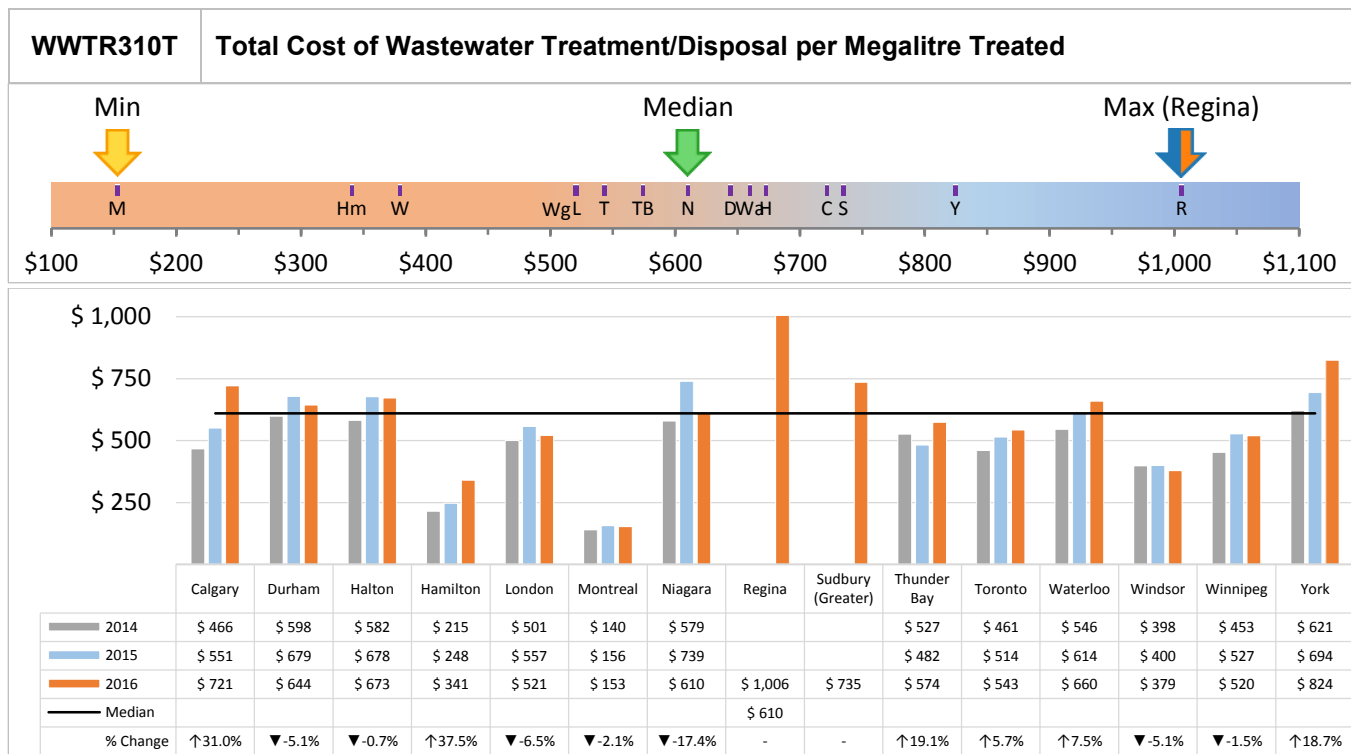 WWTR310T Total Cost of Wastewater Treatment/Disposal per Megalitre Treated
Min Median Max (Regina)
M Hm W Wg L T TB N D Wa H C S Y R
$100 $200 $300 $400 $500 $600 $700 $800 $900 $1,000 $1,100
$ 1,000
$ 750
$ 500
$ 250
Calgary Durham Halton Hamilton London Montreal Niagara Regina Sudbury (Greater) Thunder Bay Toronto Waterloo Windsor Winnipeg York
2014 $ 466 $ 598 $ 582 $ 215 $ 501 $ 140 $ 579 $ 527 $ 461 $ 546 $ 398 $ 453 $ 621
2015 $ 551 $ 679 $ 678 $ 248 $ 557 $ 156 $ 739 $ 482 $ 514 $ 614 $ 400 $ 527 $ 694
2016 $ 721 $ 644 $ 673 $ 341 $ 521 $ 153 $ 610 $ 1,006 $ 735 $ 574 $ 543 $ 660 $ 379 $ 520 $ 824
Median $ 610
% Change ↑31.0% ▼-5.1% ▼-0.7% ↑37.5% ▼-6.5% ▼-2.1% ▼-17.4% - - ↑19.1% ↑5.7% ↑7.5% ▼-5.1% ▼-1.5% ↑18.7%